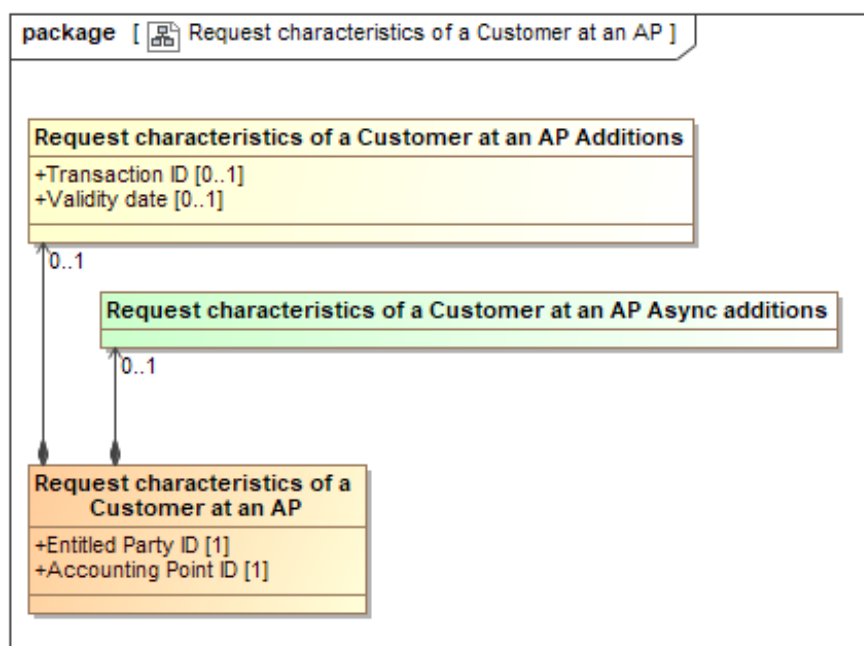 package [ Request characteristics of a Customer at an AP ]
Request characteristics of a Customer at an AP Additions
+Transaction ID [0..1]
+Validity date [0..1]
0..1
Request characteristics of a Customer at an AP Async additions
0..1
Request characteristics of a
Customer at an AP
+Entitled Party ID [1]
+Accounting Point ID [1]